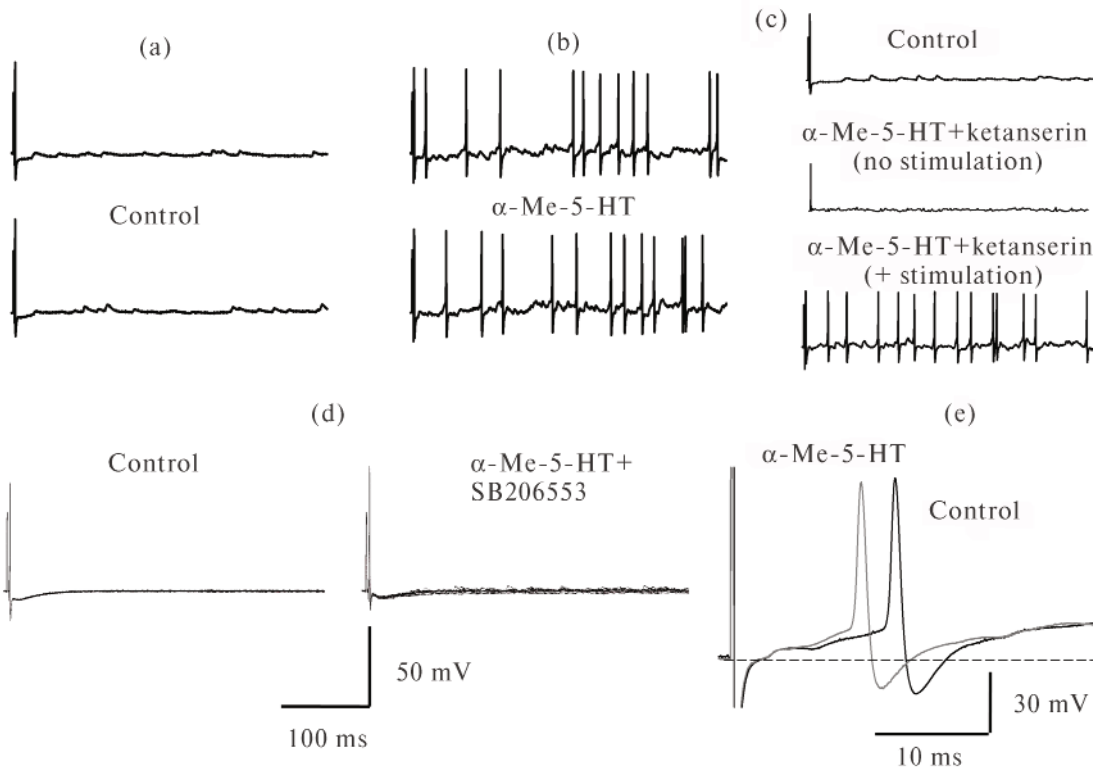 (a)
(b)
(c)
Control
α-Me-5-HT+ketanserin
(no stimulation)
Control
α-Me-5-HT
α-Me-5-HT+ketanserin
(+ stimulation)
(d)
(e)
Control
α-Me-5-HT+
SB206553
α-Me-5-HT
Control
50 mV
100 ms
30 mV
10 ms